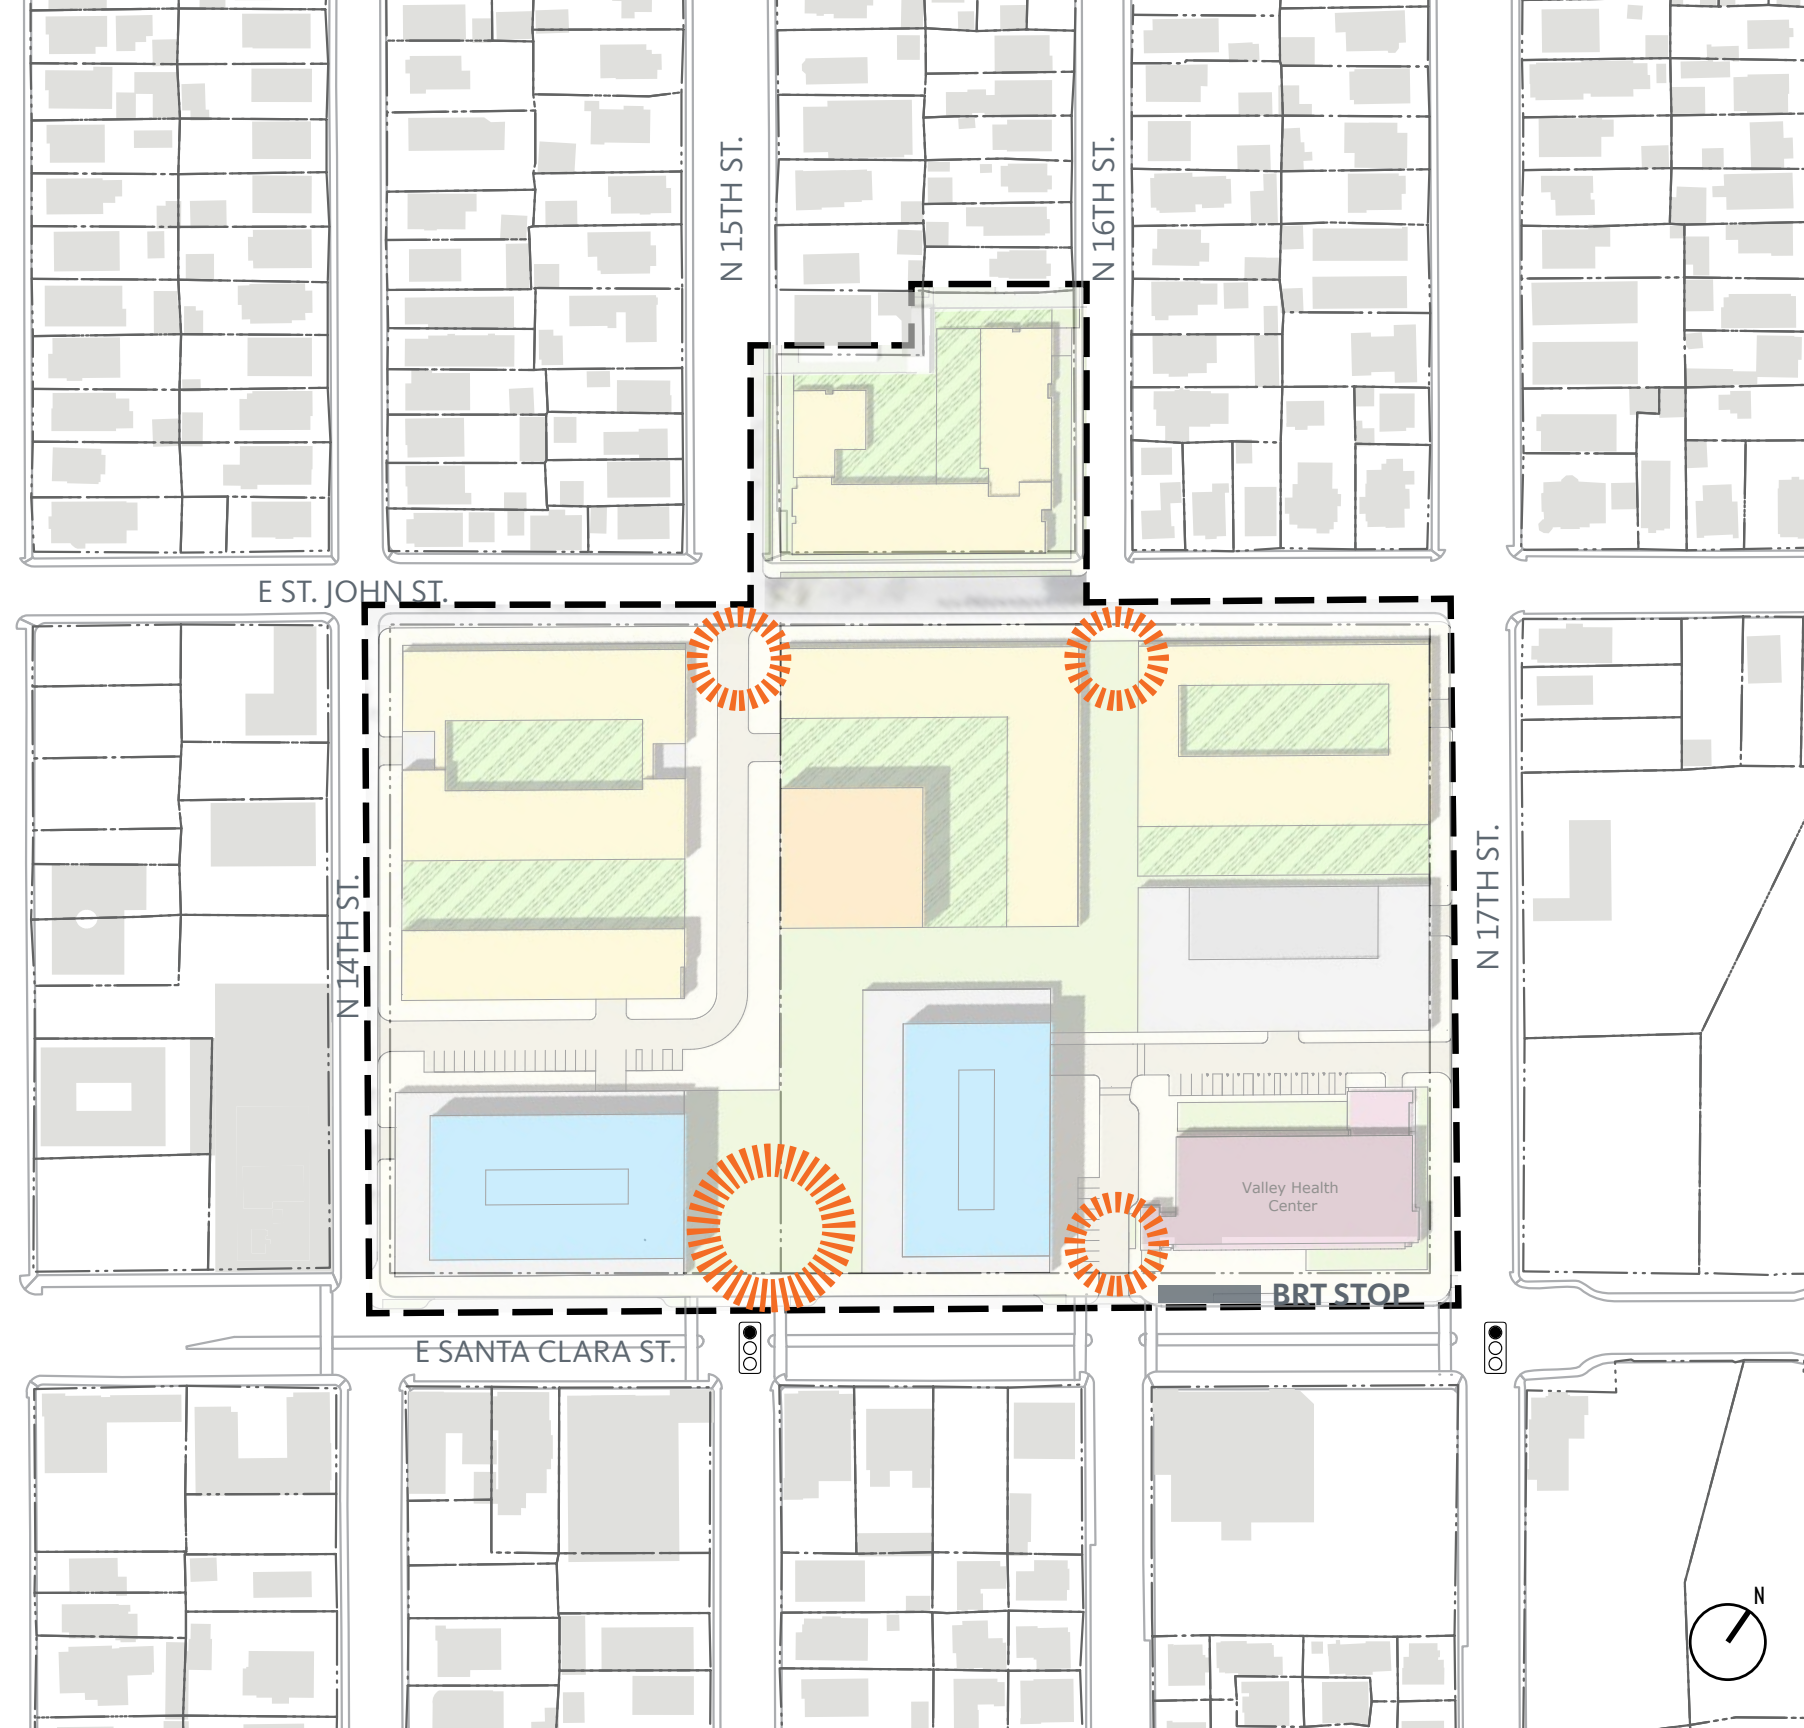 N 15TH ST.
N 16TH ST.
E ST. JOHN ST.
N 14TH ST.
N 17TH ST.
Valley Health
Center
BRT STOP
E SANTA CLARA ST.
N